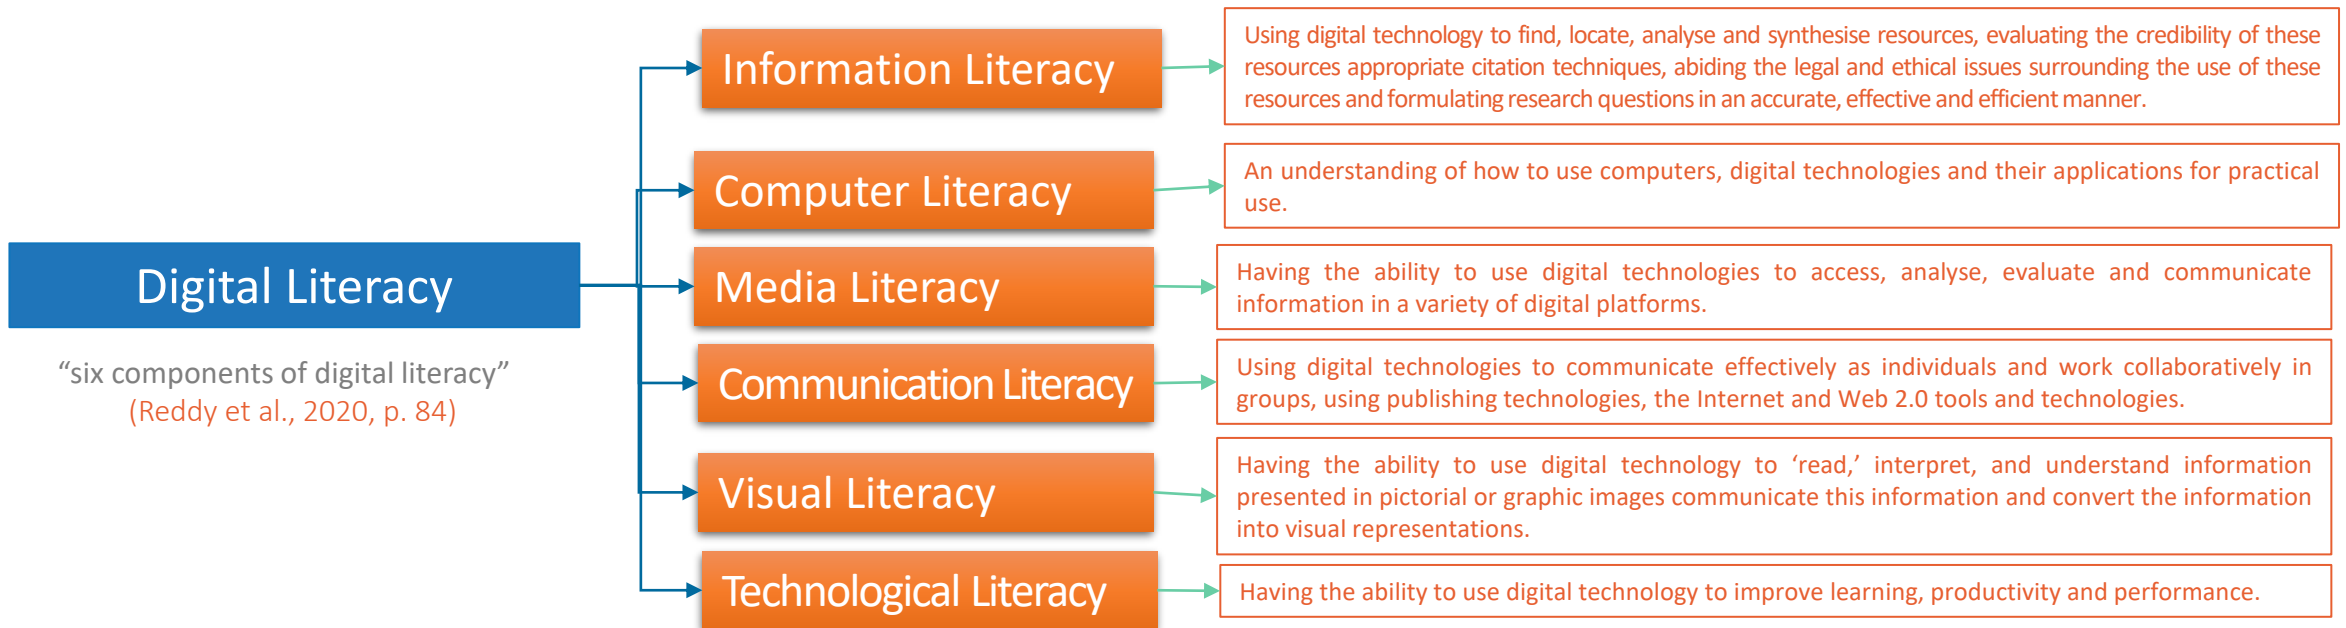 Digital Literacy
“six components of digital literacy”
(Reddy et al., 2020, p. 84)
Information Literacy
Using digital technology to find, locate, analyse and synthesise resources, evaluating the credibility of these
resources appropriate citation techniques, abiding the legal and ethical issues surrounding the use of these
resources and formulating research questions in an accurate, effective and efficient manner.
Computer Literacy
An understanding of how to use computers, digital technologies and their applications for practical
use.
Media Literacy
Having the ability to use digital technologies to access, analyse, evaluate and communicate
information in a variety of digital platforms.
Communication Literacy
Using digital technologies to communicate effectively as individuals and work collaboratively in
groups, using publishing technologies, the Internet and Web 2.0 tools and technologies.
Visual Literacy
Having the ability to use digital technology to ‘read,’ interpret, and understand information
presented in pictorial or graphic images communicate this information and convert the information
into visual representations.
Technological Literacy
Having the ability to use digital technology to improve learning, productivity and performance.